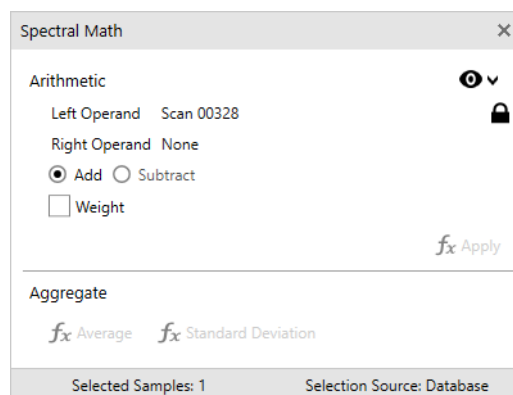 Spectral Math
Arithmetic
Left Operand Scan 00328
Right Operand None
Add Subtract
Weight
fx Apply
Aggregate
fx Average fx Standard Deviation
Selected Samples: 1 Selection Source: Database